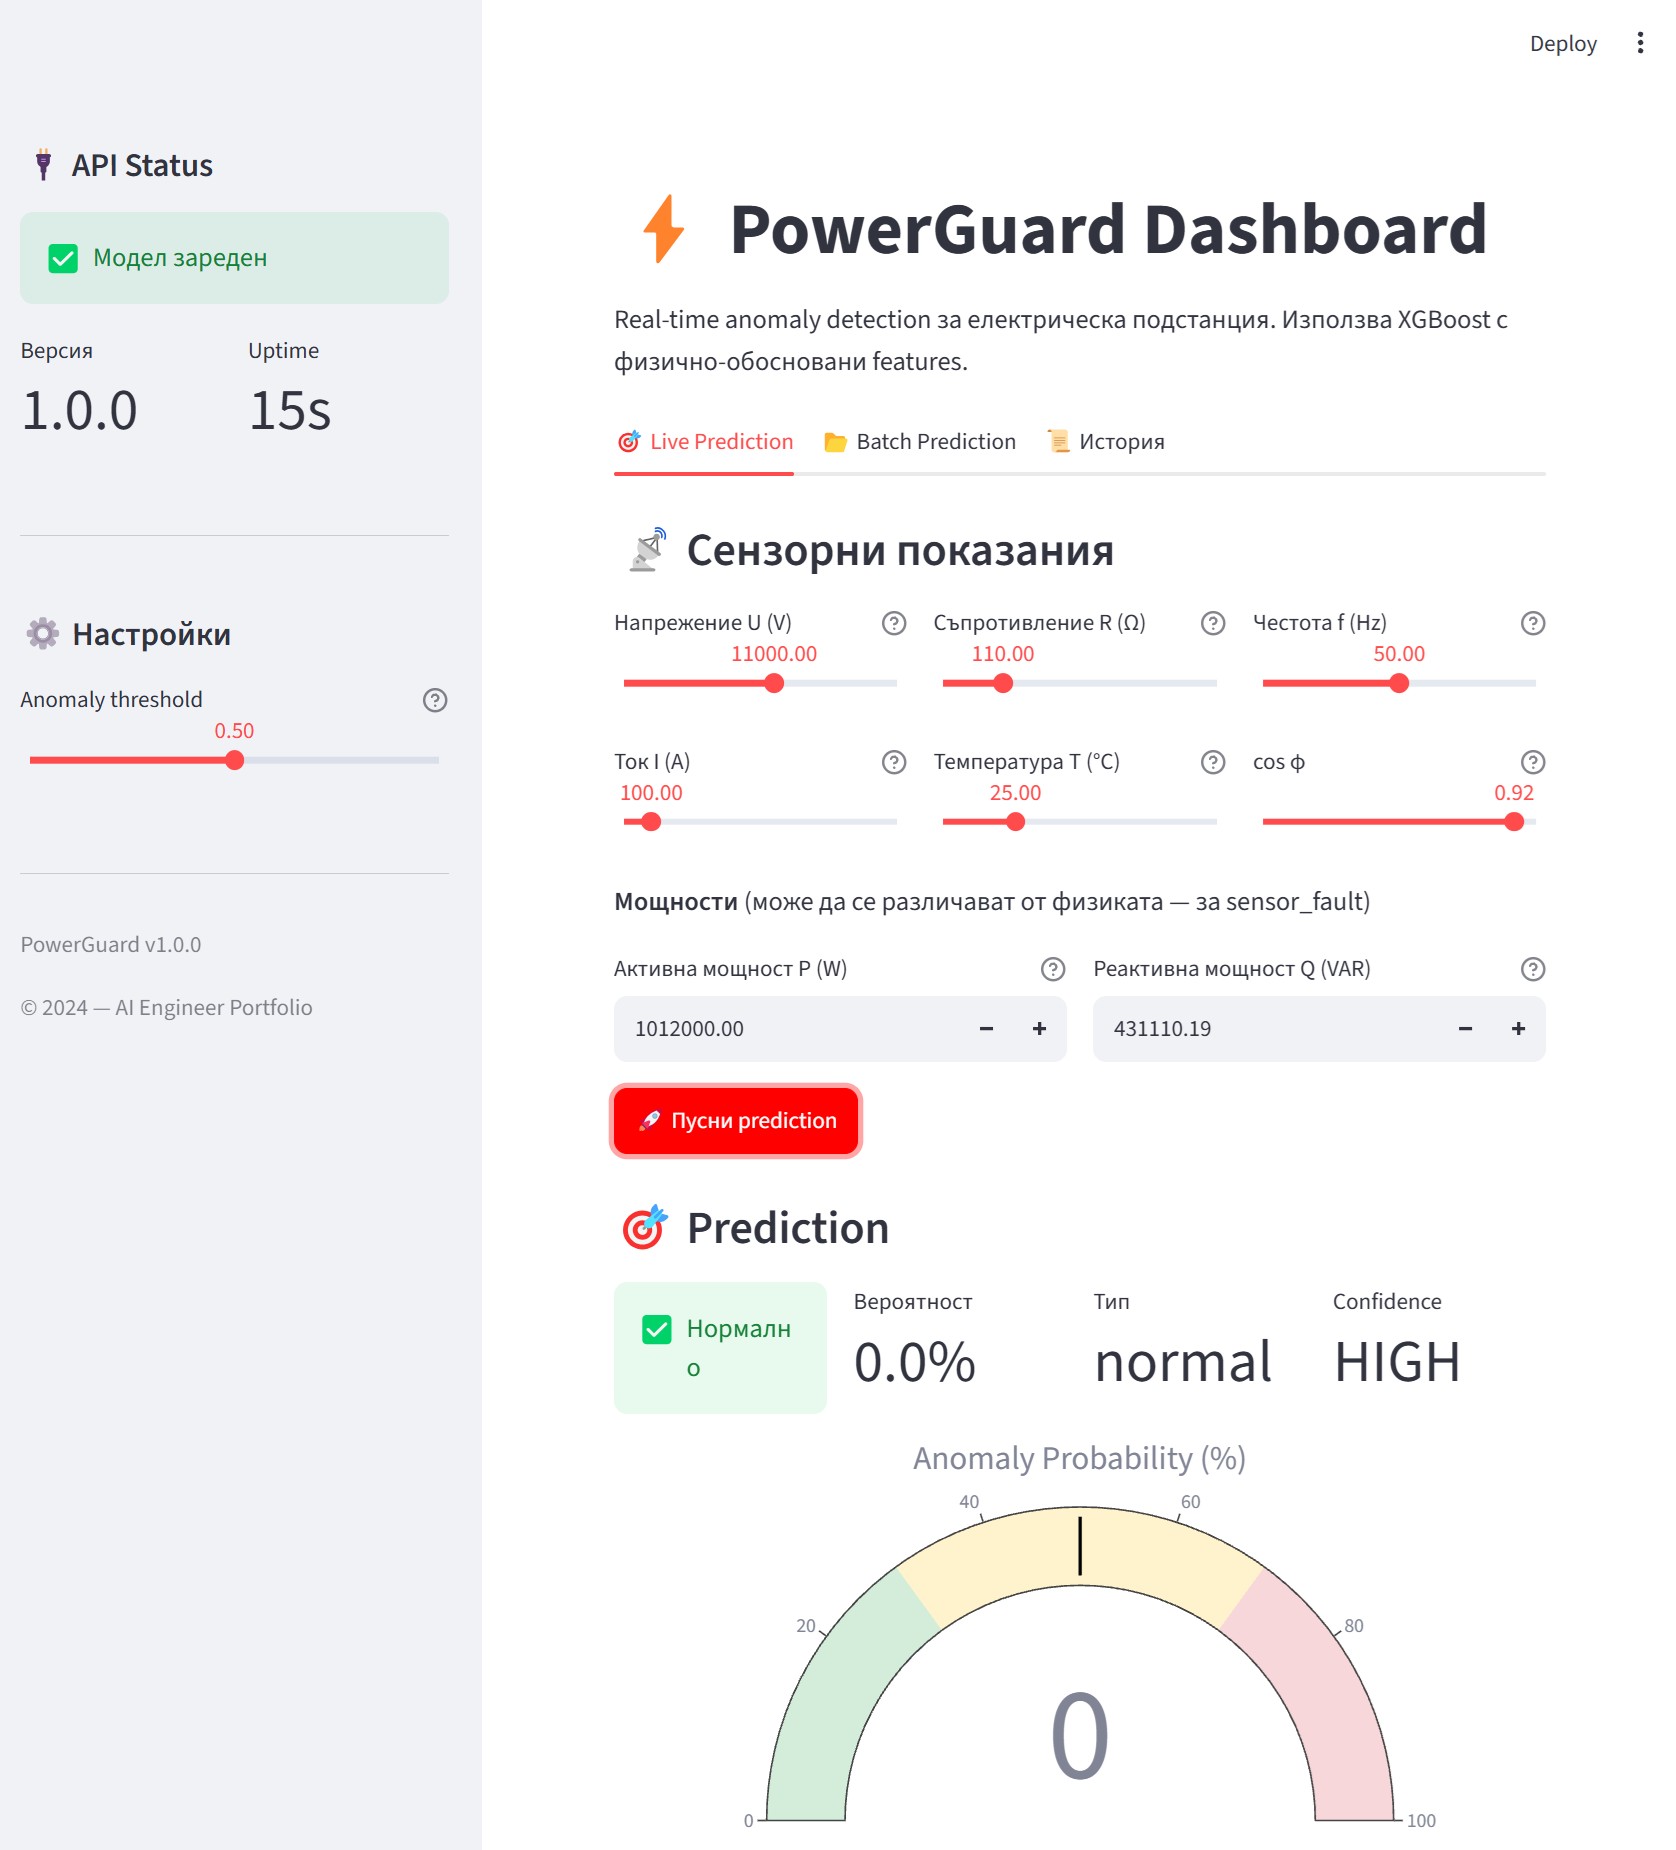 Deploy
API Status
Модел зареден
Версия
Uptime
1.0.0
15s
Настройки
Anomaly threshold
0.50
PowerGuard v1.0.0
© 2024 — AI Engineer Portfolio
PowerGuard Dashboard
Real-time anomaly detection за електрическа подстанция. Използва XGBoost с
физично-обосновани features.
Live Prediction
Batch Prediction
История
Сензорни показания
Напрежение U (V)
11000.00
Съпротивление R (Ω)
110.00
Честота f (Hz)
50.00
Ток I (A)
100.00
Температура T (°C)
25.00
cos φ
0.92
Мощности (може да се различават от физиката — за sensor_fault)
Активна мощност P (W)
1012000.00
Реактивна мощност Q (VAR)
431110.19
Пусни prediction
Prediction
Нормалн
о
Вероятност
0.0%
Тип
normal
Confidence
HIGH
Anomaly Probability (%)
0
20
40
60
80
100
0